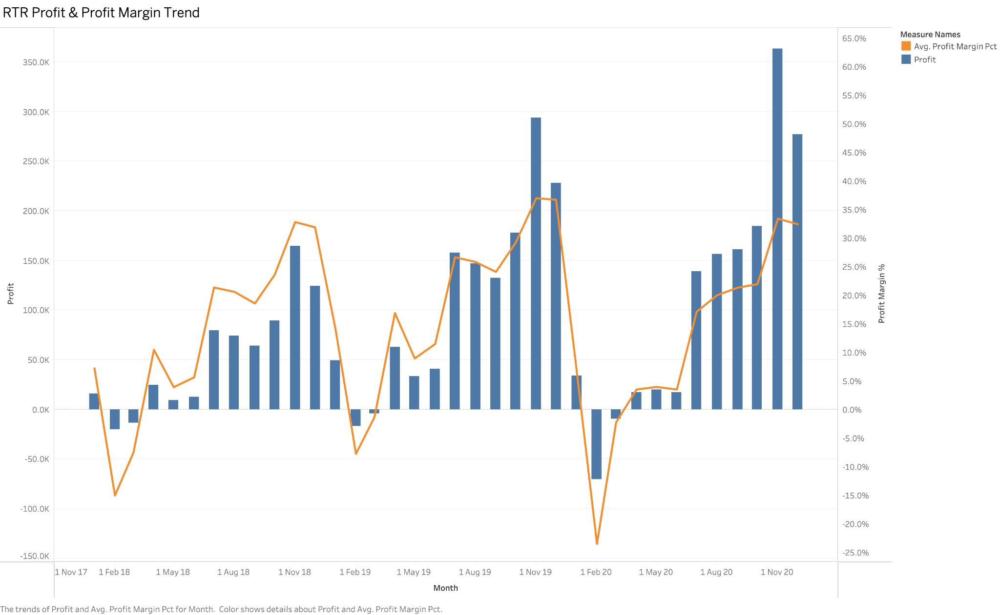 RTR Profit & Profit Margin Trend
Measure Names
Avg. Profit Margin Pct
Profit
Profit
350.0K
300.0K
250.0K
200.0K
150.0K
100.0K
50.0K
0.0K
-50.0K
-100.0K
-150.0K
65.0%
60.0%
55.0%
50.0%
45.0%
40.0%
35.0%
30.0%
25.0%
20.0%
15.0%
10.0%
5.0%
0.0%
-5.0%
-10.0%
-15.0%
-20.0%
-25.0%
Profit Margin %
1 Nov 17 1 Feb 18 1 May 18 1 Aug 18 1 Nov 18 1 Feb 19 1 May 19 1 Aug 19 1 Nov 19 1 Feb 20 1 May 20 1 Aug 20 1 Nov 20
Month
The trends of Profit and Avg. Profit Margin Pct for Month.  Color shows details about Profit and Avg. Profit Margin Pct.